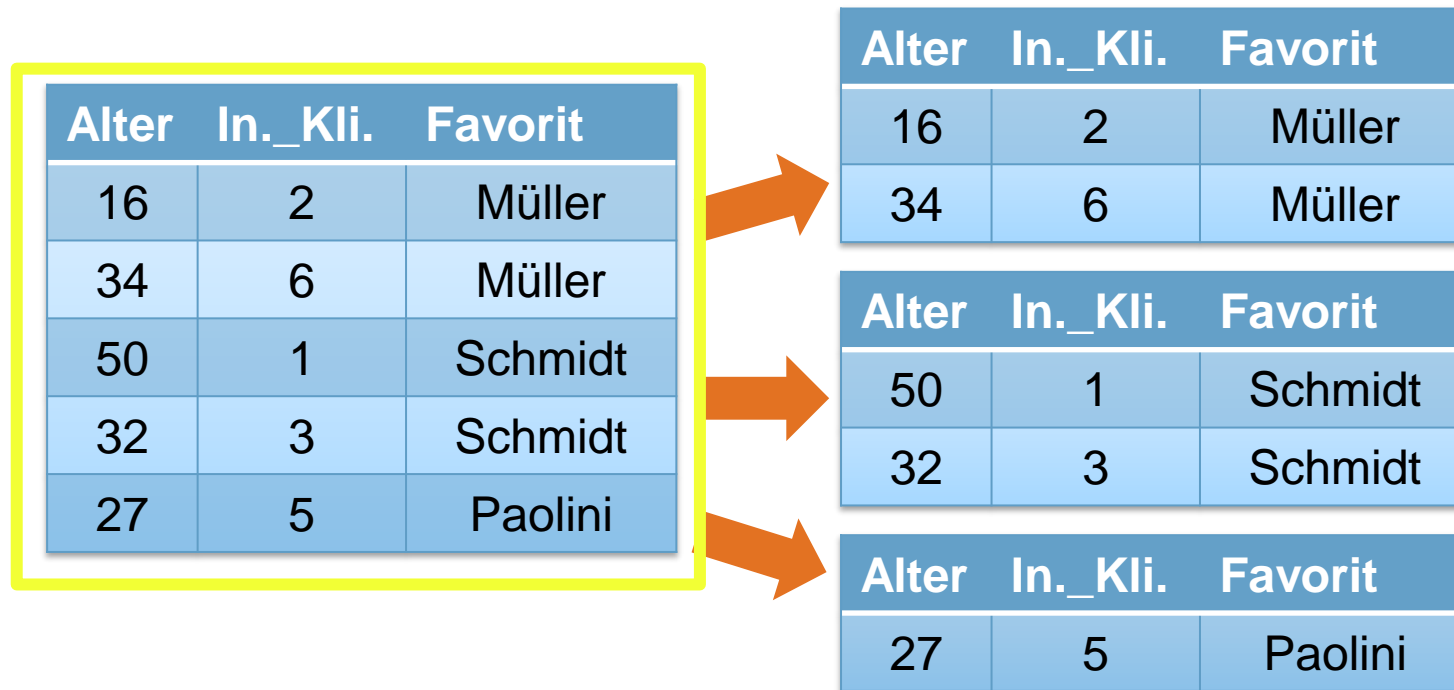 Alter In._Kli. Favorit
16 2 Müller
34 6 Müller
50 1 Schmidt
32 3 Schmidt
27 5 Paolini
Alter In._Kli. Favorit
16 2 Müller
34 6 Müller
Alter In._Kli. Favorit
50 1 Schmidt
32 3 Schmidt
Alter In._Kli. Favorit
27 5 Paolini